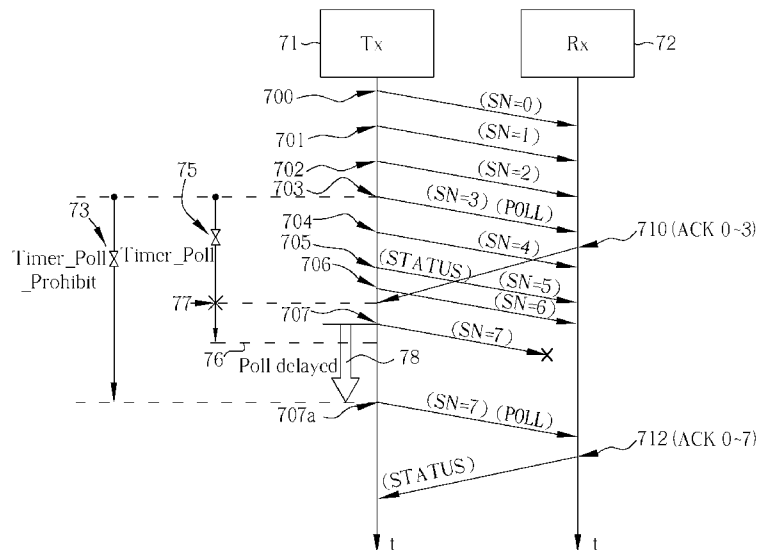 71
Tx
Rx
72
700
(SN=0)
701
(SN=1)
702
(SN=2)
703
(SN=3) (POLL)
75
73
704
(SN=4)
710 (ACK 0~3)
Timer_Poll
_Prohibit
Timer_Poll
705
(STATUS)
(SN=5)
706
(SN=6)
77
707
(SN=7)
76
Poll delayed
78
707a
(SN=7) (POLL)
712 (ACK 0~7)
(STATUS)
t
t